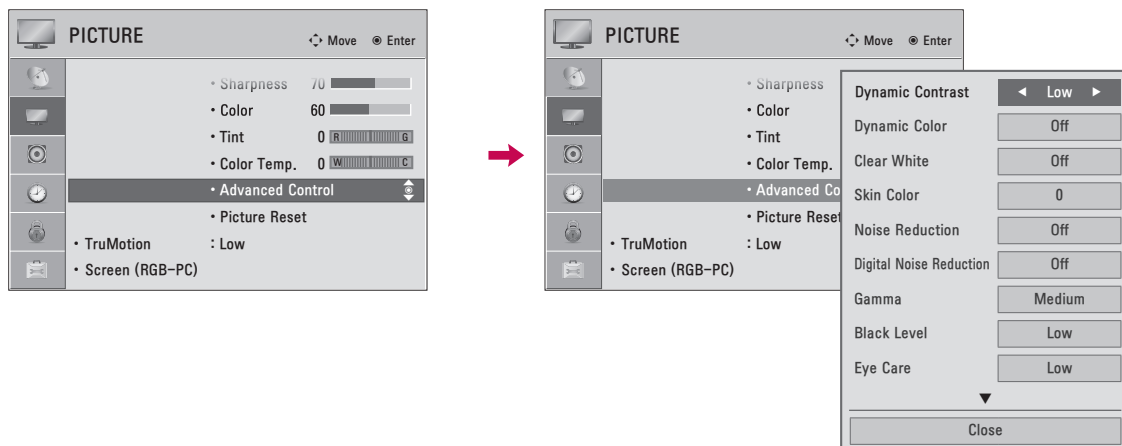 PICTURE
Move Enter
• Sharpness 70
• Color 60
• Tint 0 R G
• Color Temp. 0 W C
• Advanced Control
• Picture Reset
• TruMotion : Low
• Screen (RGB-PC)
PICTURE
Move Enter
• Sharpness
• Color
• Tint
• Color Temp.
• Advanced Co
• Picture Reset
• TruMotion : Low
• Screen (RGB-PC)
Dynamic Contrast ◄ Low ►
Dynamic Color Off
Clear White Off
Skin Color 0
Noise Reduction Off
Digital Noise Reduction Off
Gamma Medium
Black Level Low
Eye Care Low
▼
Close